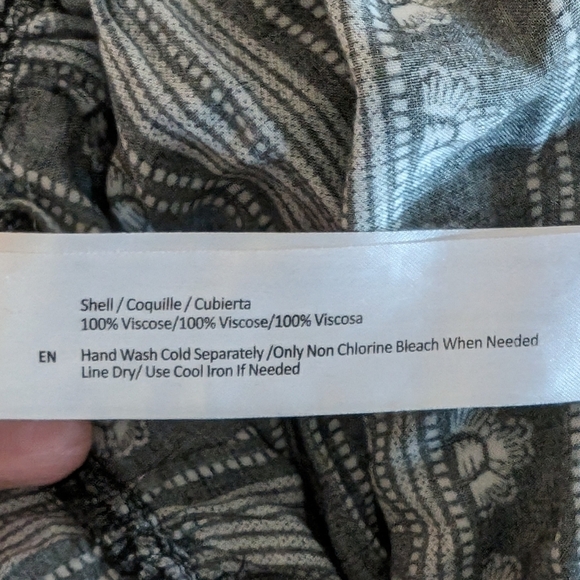 Shell / Coquille / Cubierta
100% Viscose/100% Viscose/100% Viscosa
EN Hand Wash Cold Separately /Only Non Chlorine Bleach When Needed
Line Dry/ Use Cool Iron If Needed